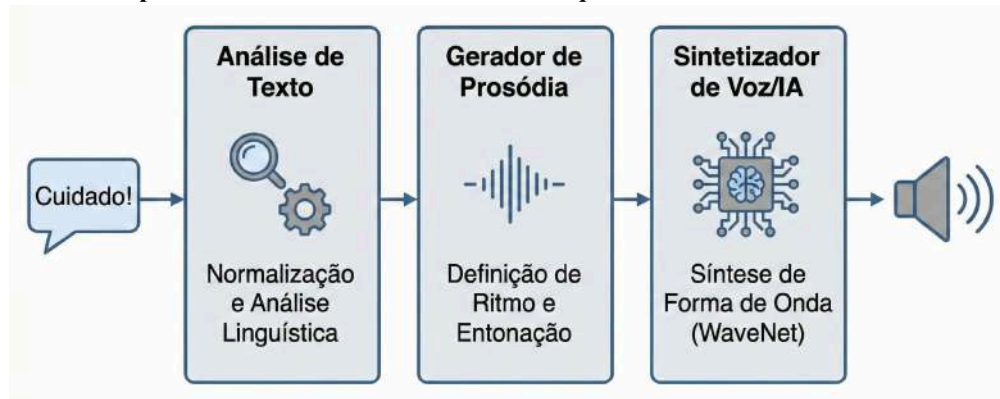 Cuidado!
Análise de
Texto
Normalização
e Análise
Linguística
Gerador de
Prosódia
Definição de
Ritmo e
Entonação
Sintetizador
de Voz/IA
Síntese de
Forma de Onda
(WaveNet)